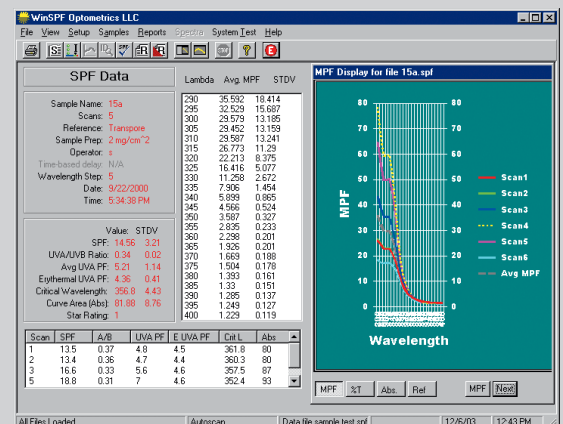 WinSPF Optometrics LLC
File View Setup Samples Reports Spectra System Test Help
SPF Data
Sample Name: 15a
Scans: 5
Reference: Transpore
Sample Prep: 2 mg/cm^2
Operator: s
Time-based delay: N/A
Wavelength Step: 5
Date: 9/22/2000
Time: 5:34:38 PM
Value: STDV
SPF: 14.56 3.21
UVA/UVB Ratio: 0.34 0.02
Avg UVA PF: 5.21 1.14
Erythermal UVA PF: 4.36 0.41
Critical Wavelength: 356.8 4.43
Curve Area (Abs): 81.88 8.76
Star Rating: 1
Lambda Avg. MPF STDV
290 35.592 18.414
295 32.529 15.687
300 29.579 13.185
305 29.452 13.159
310 29.587 13.241
315 26.773 11.29
320 22.213 8.375
325 16.416 5.077
330 11.258 2.672
335 7.906 1.454
340 5.899 0.865
345 4.566 0.524
350 3.587 0.327
355 2.835 0.233
360 2.298 0.201
365 1.926 0.201
370 1.669 0.188
375 1.504 0.178
380 1.393 0.161
385 1.33 0.151
390 1.285 0.137
395 1.249 0.127
400 1.229 0.119
Scan SPF A/B UVA PF E UVA PF Crit L Abs
1 13.5 0.37 4.8 4.5 361.8 80
2 13.4 0.36 4.7 4.4 360.3 80
3 16.6 0.33 5.6 4.6 357.5 87
5 18.8 0.31 7 4.6 352.4 93
MPF Display for file 15a.spf
80 80
70 70
60 60
50 50
40 40
30 30
20 20
10 10
0 0
MPF
Wavelength
Scan1
Scan2
Scan3
Scan4
Scan5
Scan6
Avg MPF
MPF %T Abs. Ref MPF Next
All Files Loaded Autoscan Data file sample test.spf 12/6/03 12:43 PM